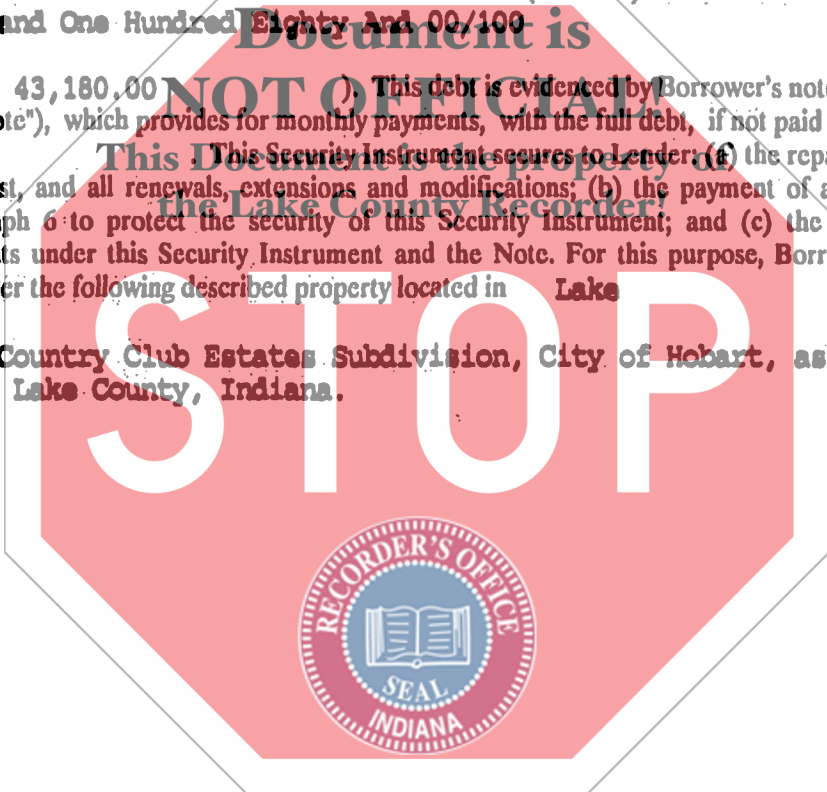 and One Hundred Eighty And 00/100
Document is
43,180.00 ). This debt is evidenced by Borrower's note
NOT OFFICIAL!
te"), which provides for monthly payments, with the full debt, if not paid
This Document is the property of
. This Security Instrument secures to Lender: (a) the repa
st, and all renewals, extensions and modifications; (b) the payment of a
the Lake County Recorder!
ph 6 to protect the security of this Security Instrument; and (c) the
ts under this Security Instrument and the Note. For this purpose, Borr
er the following described property located in Lake
Country Club Estates Subdivision, City of Hobart, as
Lake County, Indiana.
STOP
RECORDER'S OFFICE
SEAL
INDIANA